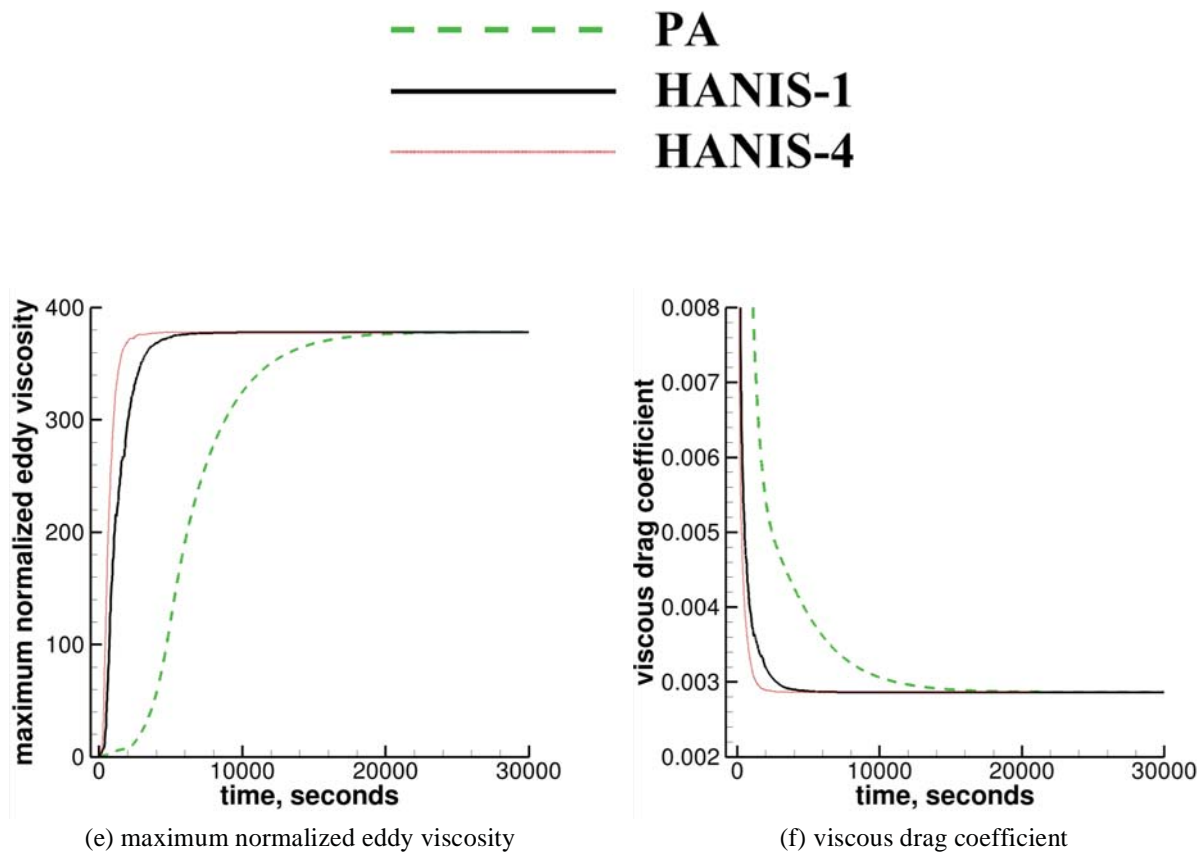 PA
HANIS-1
HANIS-4
maximum normalized eddy viscosity
400
300
200
100
0
0 10000 20000 30000
time, seconds
(e) maximum normalized eddy viscosity
viscous drag coefficient
0.008
0.007
0.006
0.005
0.004
0.003
0.002
0 10000 20000 30000
time, seconds
(f) viscous drag coefficient